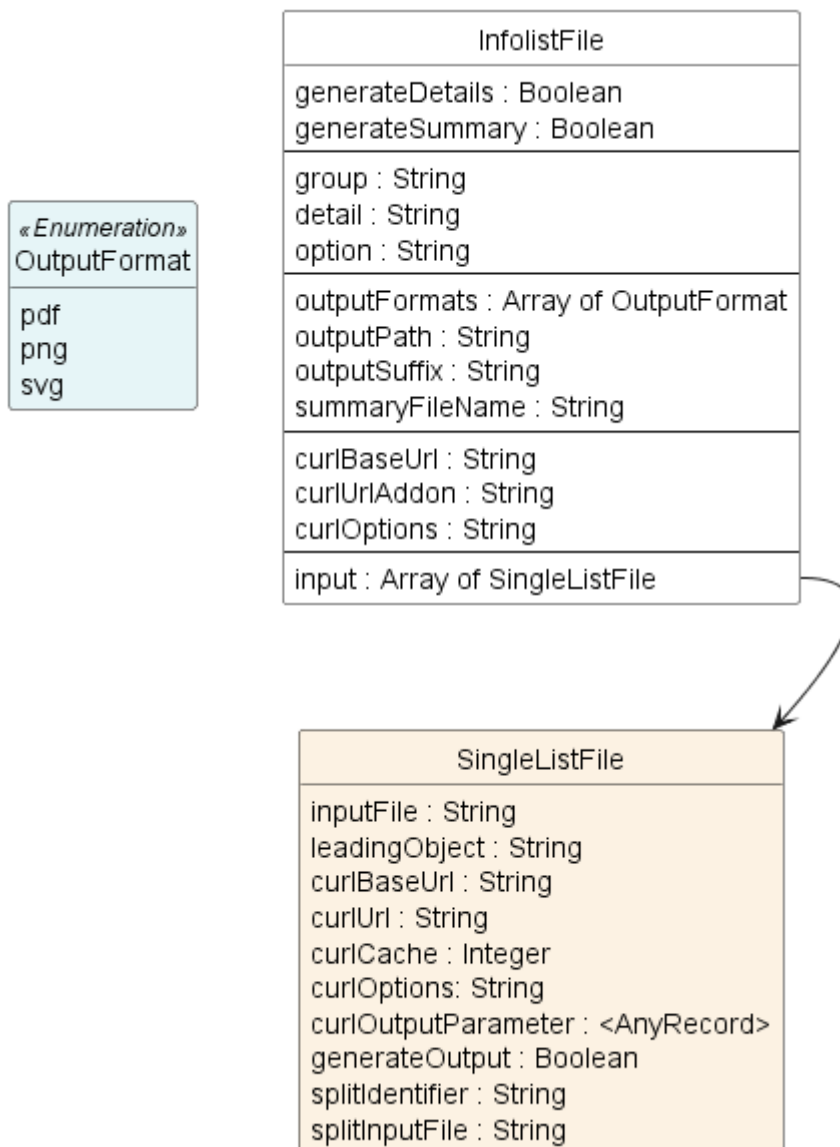 InfolistFile
generateDetails : Boolean
generateSummary : Boolean
group : String
detail : String
option : String
outputFormats : Array of OutputFormat
outputPath : String
outputSuffix : String
summaryFileName : String
curlBaseUrl : String
curlUrlAddon : String
curlOptions : String
input : Array of SingleListFile
«Enumeration»
OutputFormat
pdf
png
svg
SingleListFile
inputFile : String
leadingObject : String
curlBaseUrl : String
curlUrl : String
curlCache : Integer
curlOptions: String
curlOutputParameter : <AnyRecord>
generateOutput : Boolean
splitIdentifier : String
splitInputFile : String